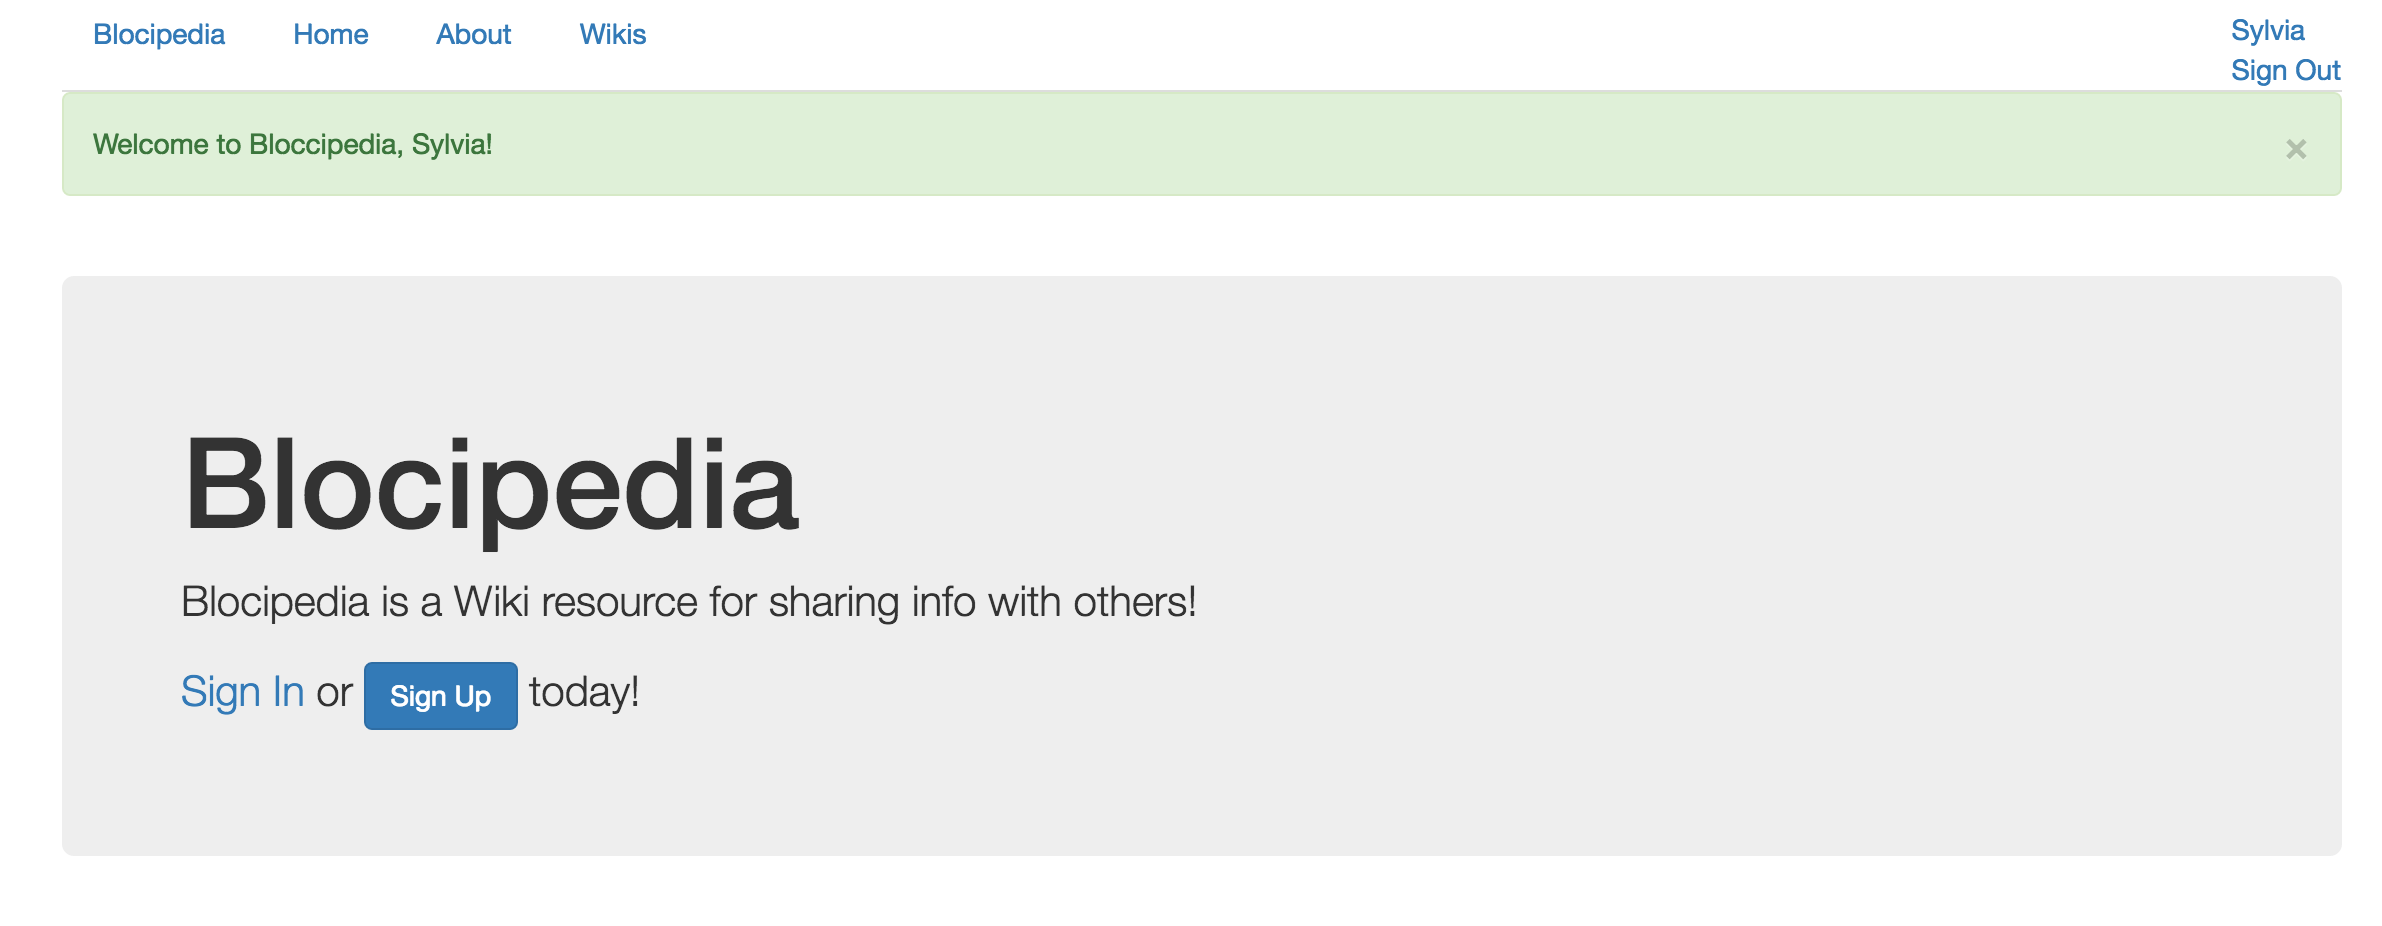 Blocipedia Home About Wikis
Sylvia
Sign Out
Welcome to Bloccipedia, Sylvia!
×
Blocipedia
Blocipedia is a Wiki resource for sharing info with others!
Sign In or Sign Up today!